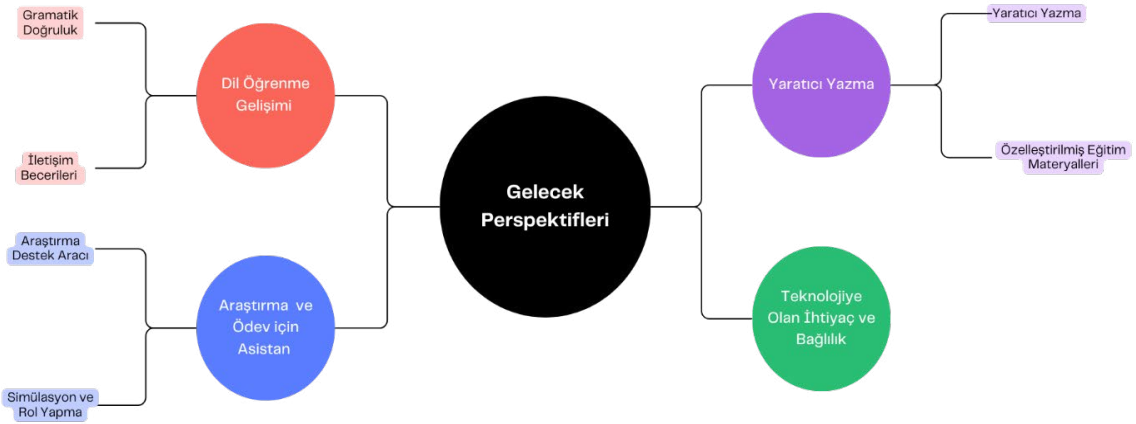 Gramatik
Doğruluk
Dil Öğrenme
Gelişimi
İletişim
Becerileri
Araştırma
Destek Aracı
Araştırma ve
Ödev için
Asistan
Simülasyon ve
Rol Yapma
Gelecek
Perspektifleri
Yaratıcı Yazma
Yaratıcı Yazma
Özelleştirilmiş Eğitim
Materyalleri
Teknolojiye
Olan İhtiyaç ve
Bağlılık